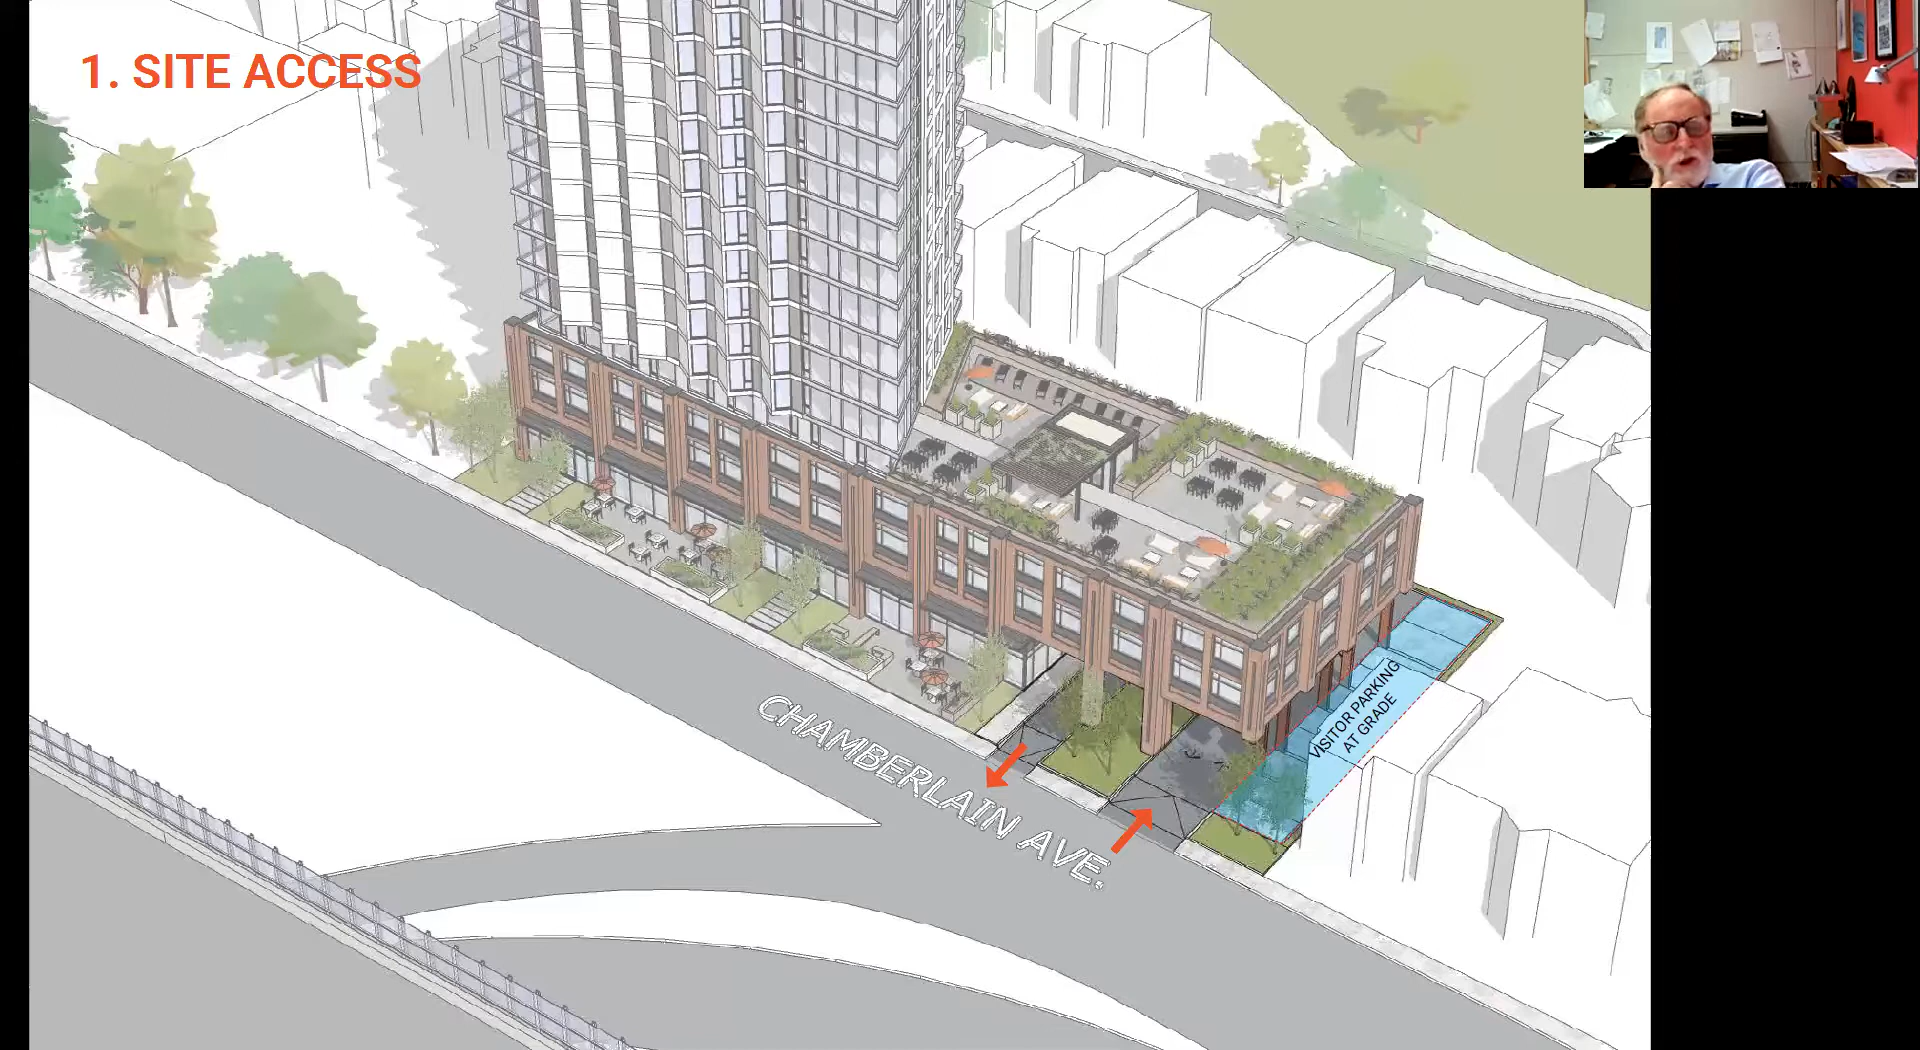 1. SITE ACCESS
VISITOR PARKING
AT GRADE
CHAMBERLAIN AVE.